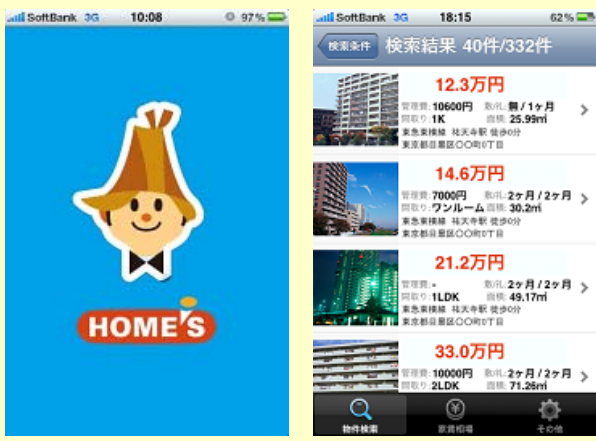 SoftBank 3G 10:08 97%
HOME'S
SoftBank 3G 18:15 62%
検索条件 検索結果 40件/332件
12.3万円
管理費: 10600円 敷/礼: 無 / 1ヶ月
間取り: 1K 面積: 25.99㎡
東急東横線 祐天寺駅 徒歩0分
東京都目黒区〇〇町0丁目
14.6万円
管理費: 7000円 敷/礼: 2ヶ月 / 2ヶ月
間取り: ワンルーム 面積: 30.2㎡
東急東横線 祐天寺駅 徒歩0分
東京都目黒区〇〇町0丁目
21.2万円
管理費: - 敷/礼: 2ヶ月 / 2ヶ月
間取り: 1LDK 面積: 49.17㎡
東急東横線 祐天寺駅 徒歩0分
東京都目黒区〇〇町0丁目
33.0万円
管理費: 10000円 敷/礼: 2ヶ月 / 2ヶ月
間取り: 2LDK 面積: 71.26㎡
物件検索 家賃相場 その他